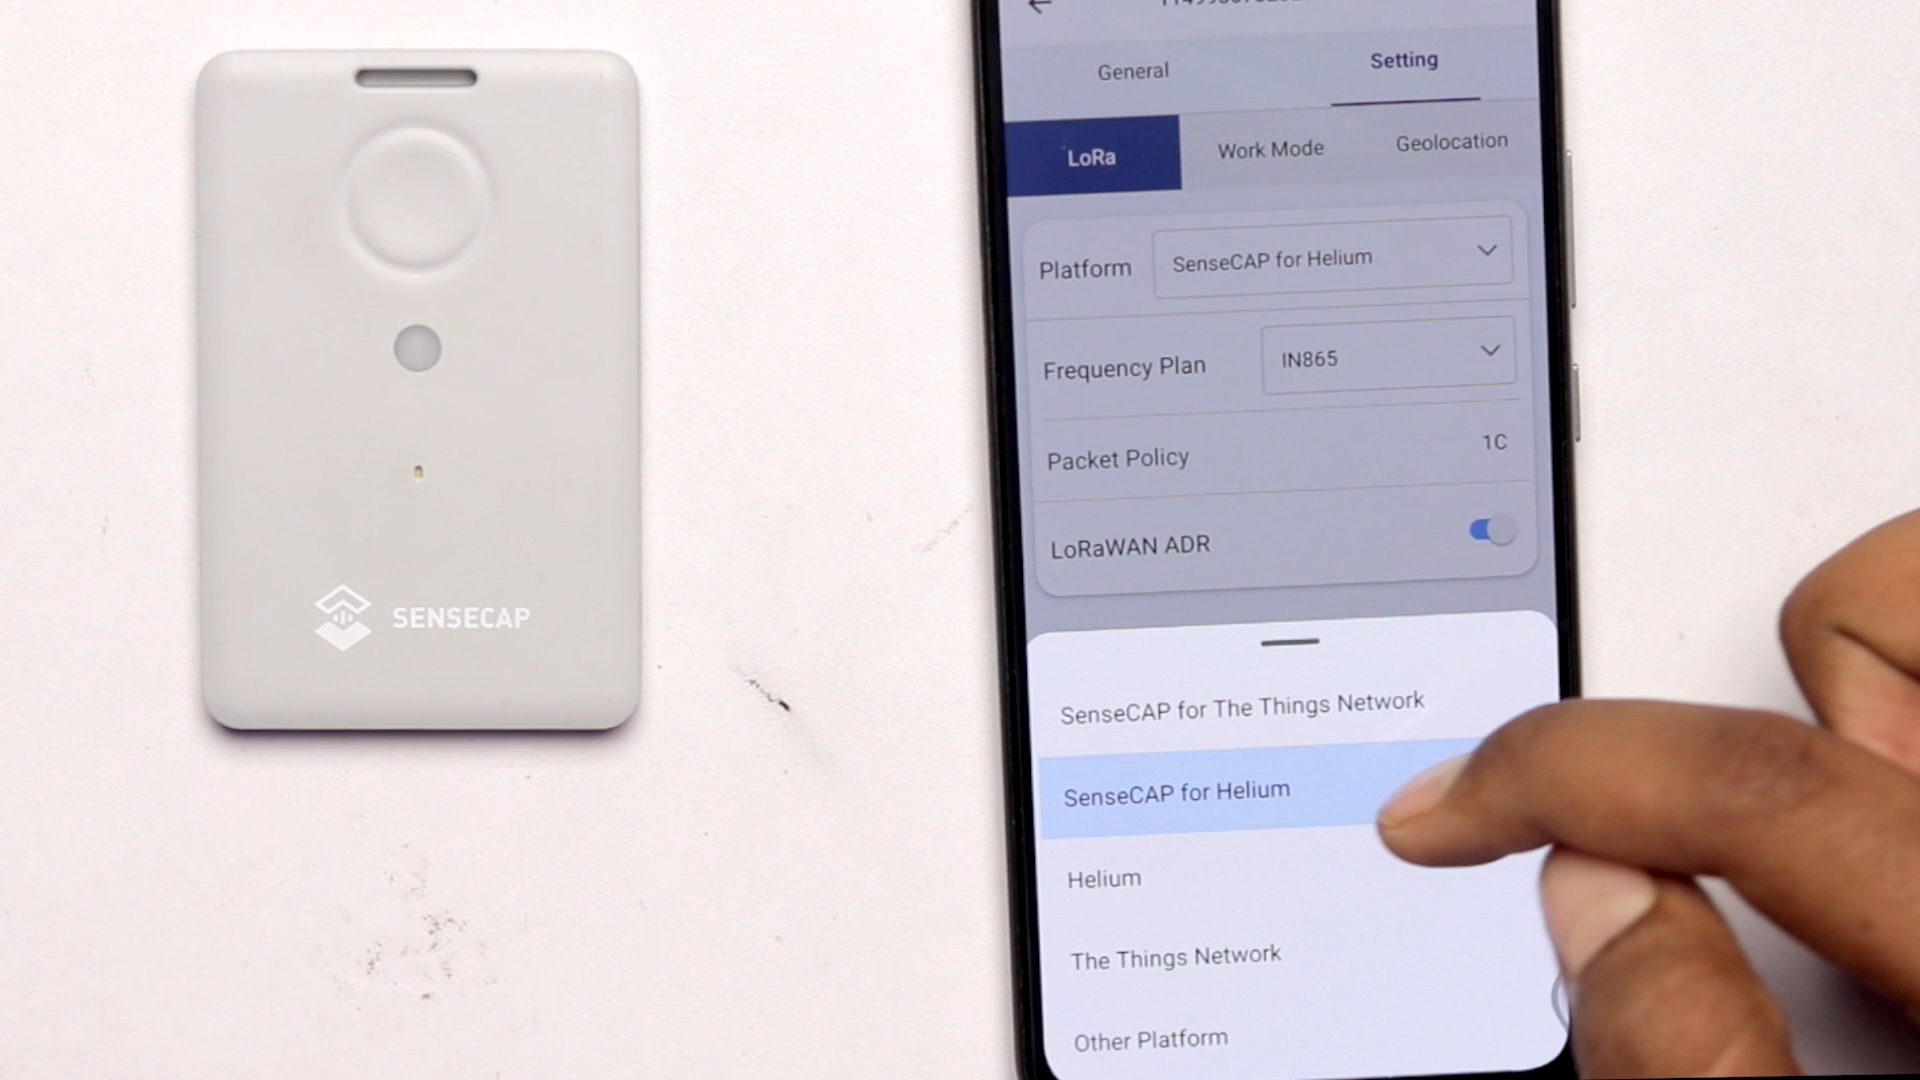 SENSECAP
General
Setting
LoRa
Work Mode
Geolocation
Platform
SenseCAP for Helium
Frequency Plan
IN865
Packet Policy
1C
LoRaWAN ADR
SenseCAP for The Things Network
SenseCAP for Helium
Helium
The Things Network
Other Platform